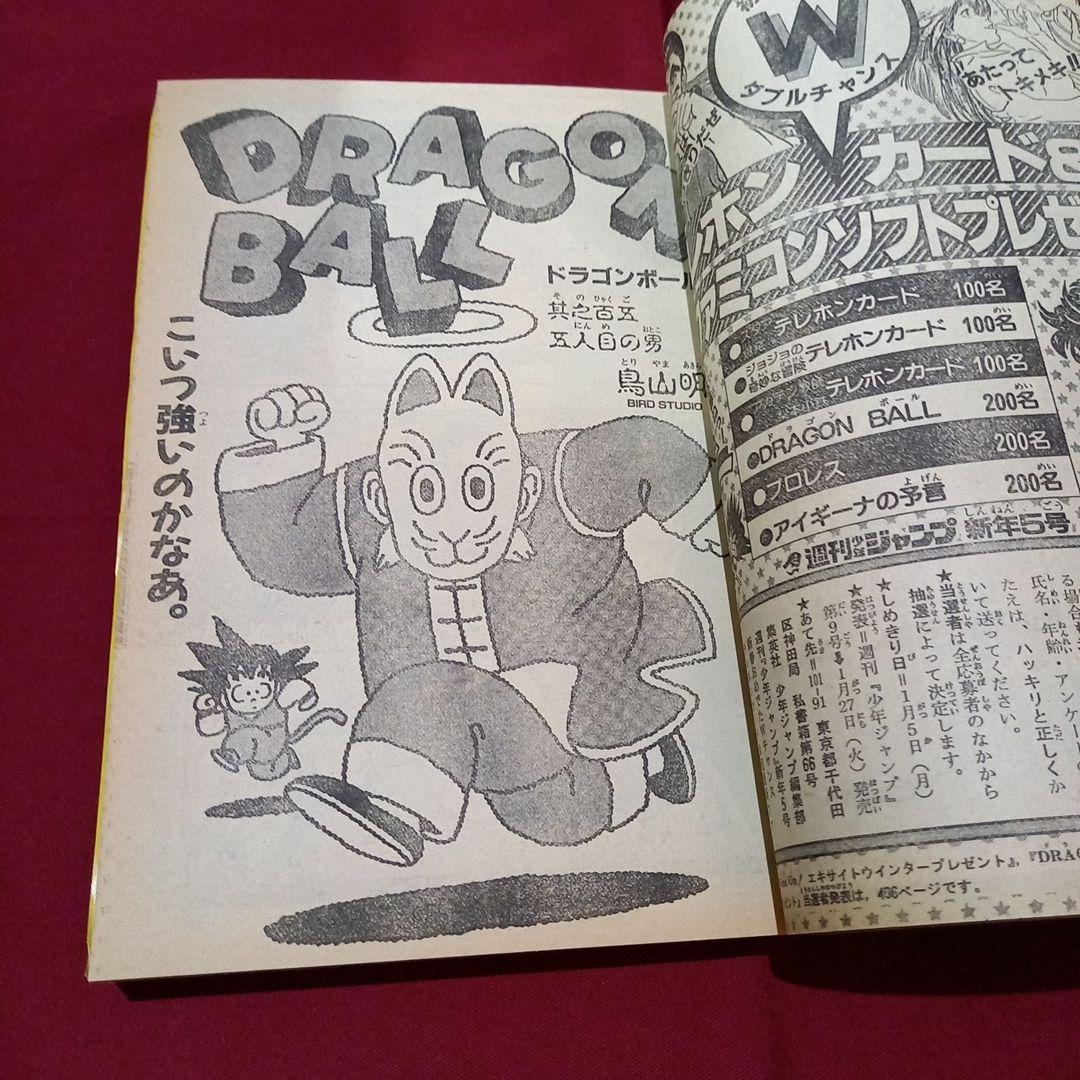 DRAGON
BALL
ドラゴンボール
其之百五
五人目の男
鳥山明
BIRD STUDIO
こいつ強いのかなあ。
W
ダブルチャンス
あたって
トキメキ!!
ホンカード&
ファミコンソフトプレゼ
テレホンカード 100名
ジョジョの
奇妙な冒険テレホンカード 100名
テレホンカード 100名
DRAGON BALL 200名
プロレス 200名
アイギーナの予言 200名
週刊少年ジャンプ 新年5号
る場合
氏名・年齢・アンケー
たえは、ハッキリと正しくか
いて送ってください。
★当選者は全応募者のなかから
抽選によって決定します。
★しめきり日=1月5日(月)
★発表=週刊『少年ジャンプ』
第9号➡1月27日(火)発売
★あて先=101-91 東京都千代田
区神田局 私書箱第66号
集英社 少年ジャンプ編集部
週刊『少年ジャンプ』新年5号
エキサイトウインタープレゼント』,『DRA
当選者発表は,406ページです。